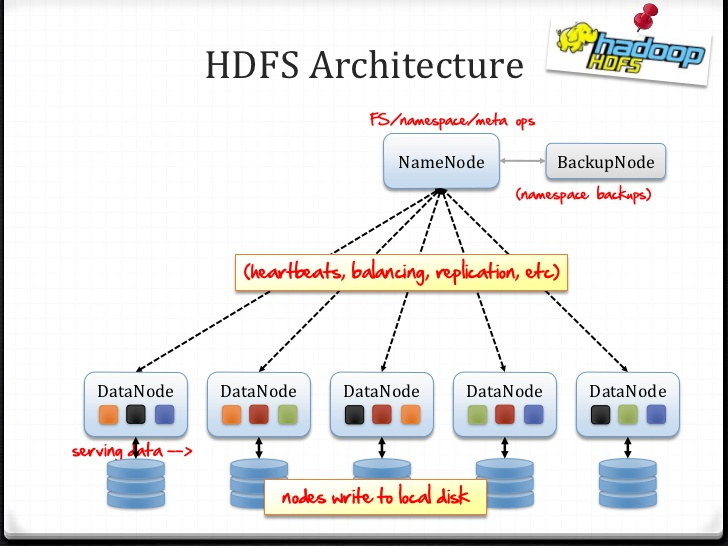 HDFS Architecture
hadoop
HDFS
FS/namespace/meta ops
NameNode
BackupNode
(namespace backups)
(heartbeats, balancing, replication, etc)
DataNode
DataNode
DataNode
DataNode
DataNode
serving data -->
nodes write to local disk